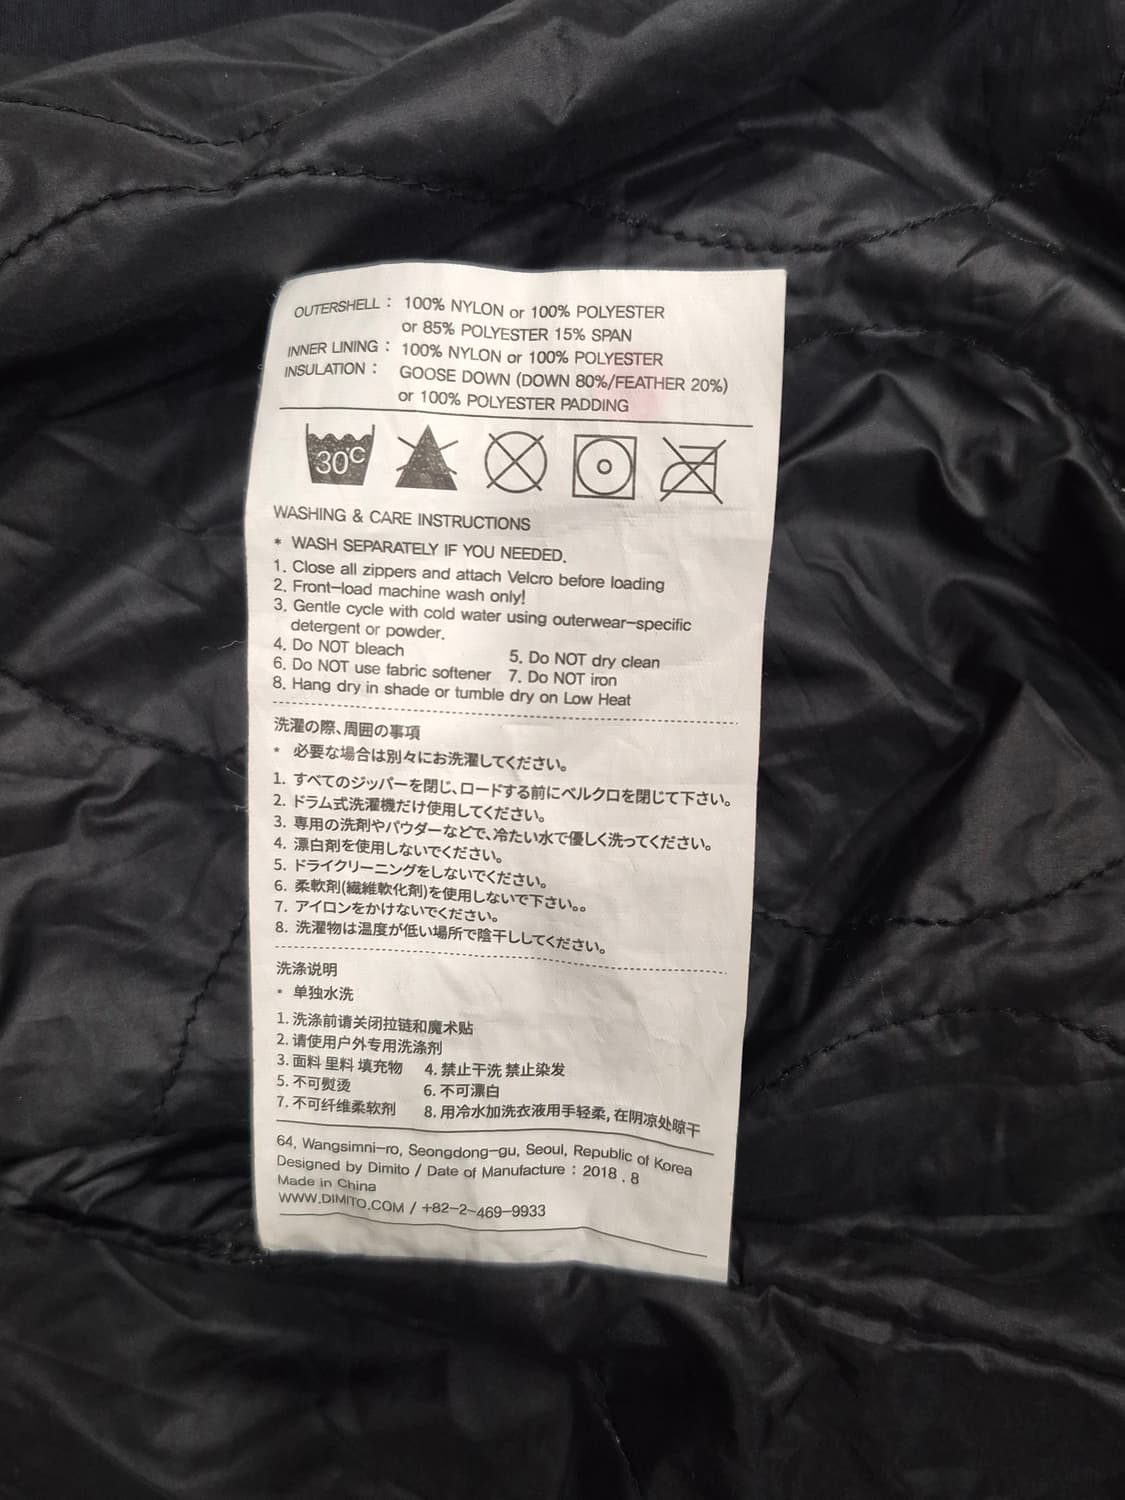 OUTERSHELL : 100% NYLON or 100% POLYESTER
or 85% POLYESTER 15% SPAN
INNER LINING : 100% NYLON or 100% POLYESTER
INSULATION : GOOSE DOWN (DOWN 80%/FEATHER 20%)
or 100% POLYESTER PADDING
30℃
WASHING & CARE INSTRUCTIONS
* WASH SEPARATELY IF YOU NEEDED.
1. Close all zippers and attach Velcro before loading
2. Front-load machine wash only!
3. Gentle cycle with cold water using outerwear-specific
detergent or powder.
4. Do NOT bleach 5. Do NOT dry clean
6. Do NOT use fabric softener 7. Do NOT iron
8. Hang dry in shade or tumble dry on Low Heat
洗濯の際、周囲の事項
* 必要な場合は別々にお洗濯してください。
1. すべてのジッパーを閉じ、ロードする前にベルクロを閉じて下さい。
2. ドラム式洗濯機だけ使用してください。
3. 専用の洗剤やパウダーなどで、冷たい水で優しく洗ってください。
4. 漂白剤を使用しないでください。
5. ドライクリーニングをしないでください。
6. 柔軟剤(繊維軟化剤)を使用しないで下さい。。
7. アイロンをかけないでください。
8. 洗濯物は温度が低い場所で陰干ししてください。
洗涤说明
* 单独水洗
1. 洗涤前请关闭拉链和魔术贴
2. 请使用户外专用洗涤剂
3. 面料 里料 填充物 4. 禁止干洗 禁止染发
5. 不可熨烫 6. 不可漂白
7. 不可纤维柔软剂 8. 用冷水加洗衣液用手轻柔, 在阴凉处晾干
64, Wangsimni-ro, Seongdong-gu, Seoul, Republic of Korea
Designed by Dimito / Date of Manufacture : 2018 . 8
Made in China
WWW.DIMITO.COM / +82-2-469-9933